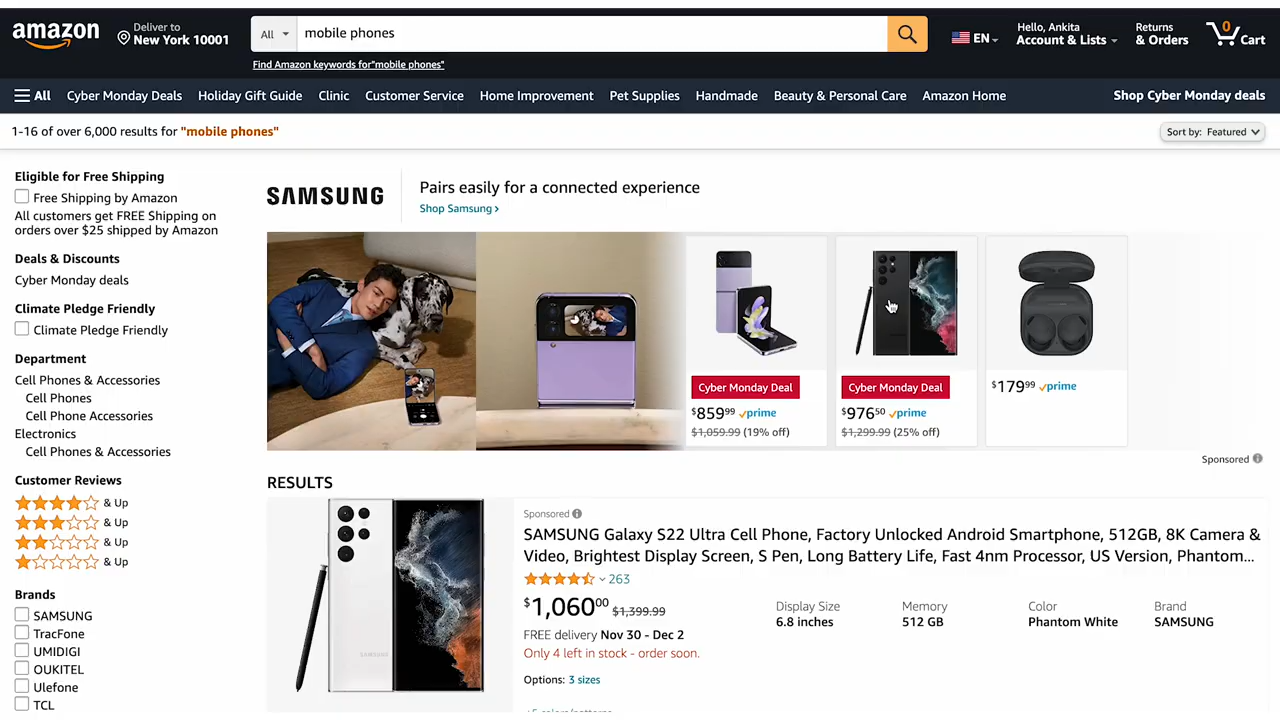 amazon
Deliver to
New York 10001
All
mobile phones
Find Amazon keywords for"mobile phones"
EN
Hello, Ankita
Account & Lists
Returns
& Orders
0
Cart
All
Cyber Monday Deals
Holiday Gift Guide
Clinic
Customer Service
Home Improvement
Pet Supplies
Handmade
Beauty & Personal Care
Amazon Home
Shop Cyber Monday deals
1-16 of over 6,000 results for "mobile phones"
Sort by: Featured
Eligible for Free Shipping
Free Shipping by Amazon
All customers get FREE Shipping on
orders over $25 shipped by Amazon
Deals & Discounts
Cyber Monday deals
Climate Pledge Friendly
Climate Pledge Friendly
Department
Cell Phones & Accessories
Cell Phones
Cell Phone Accessories
Electronics
Cell Phones & Accessories
Customer Reviews
& Up
& Up
& Up
& Up
Brands
SAMSUNG
TracFone
UMIDIGI
OUKITEL
Ulefone
TCL
SAMSUNG
Pairs easily for a connected experience
Shop Samsung ›
Cyber Monday Deal
$859.99 prime
$1,059.99 (19% off)
Cyber Monday Deal
$976.50 prime
$1,299.99 (25% off)
$179.99 prime
Sponsored
RESULTS
SAMSUNG
Sponsored
SAMSUNG Galaxy S22 Ultra Cell Phone, Factory Unlocked Android Smartphone, 512GB, 8K Camera &
Video, Brightest Display Screen, S Pen, Long Battery Life, Fast 4nm Processor, US Version, Phantom...
263
$1,060.00 $1,399.99
FREE delivery Nov 30 - Dec 2
Only 4 left in stock - order soon.
Options: 3 sizes
Display Size
6.8 inches
Memory
512 GB
Color
Phantom White
Brand
SAMSUNG